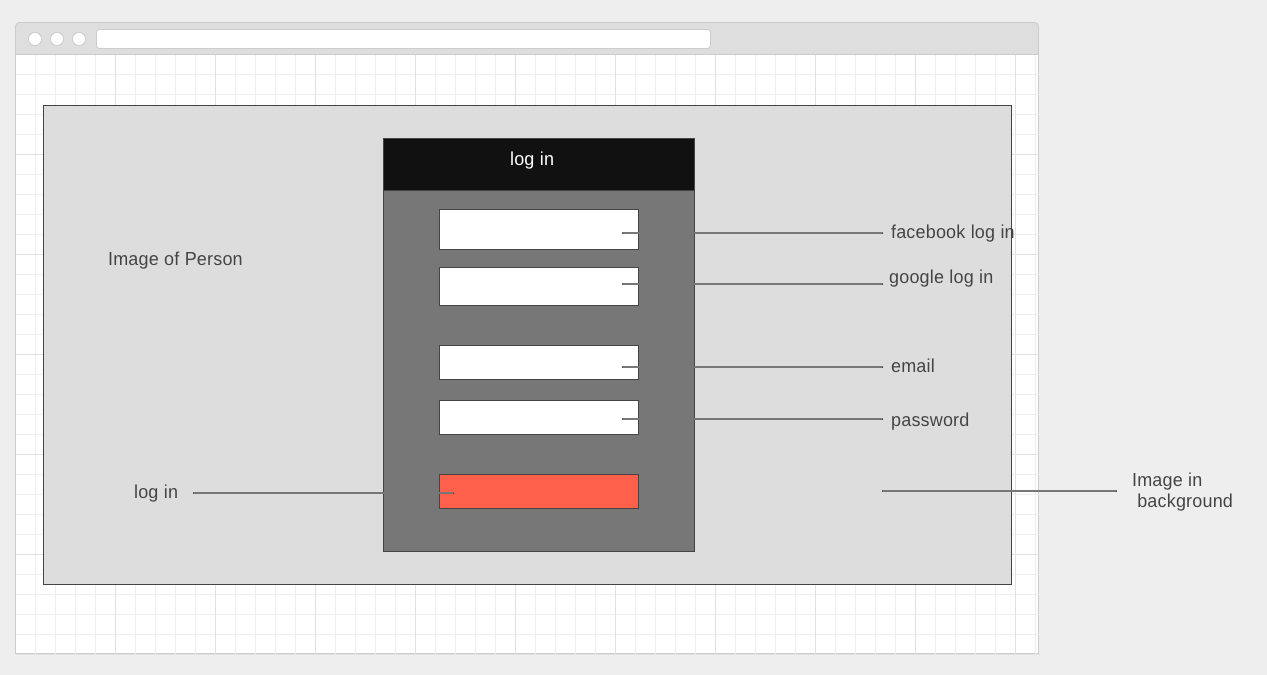 log in
facebook log in
Image of Person
google log in
email
password
log in
Image in
background